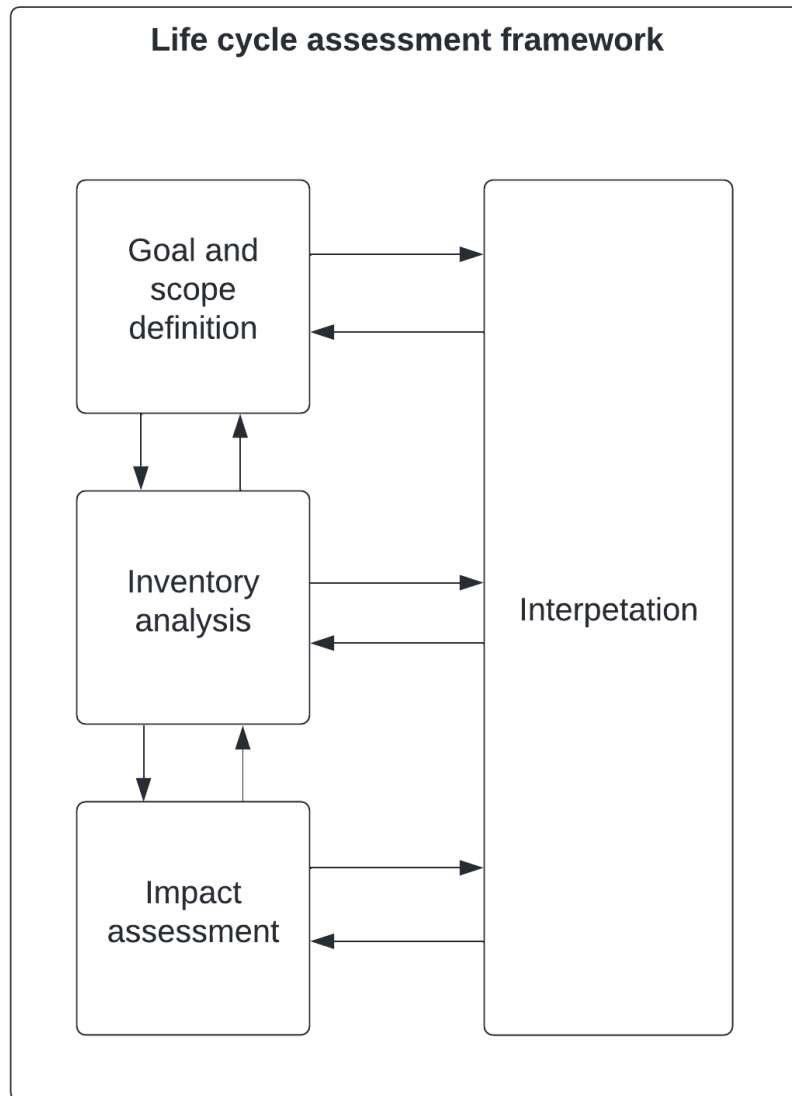 Life cycle assessment framework
Goal and
scope
definition
Inventory
analysis
Interpetation
Impact
assessment